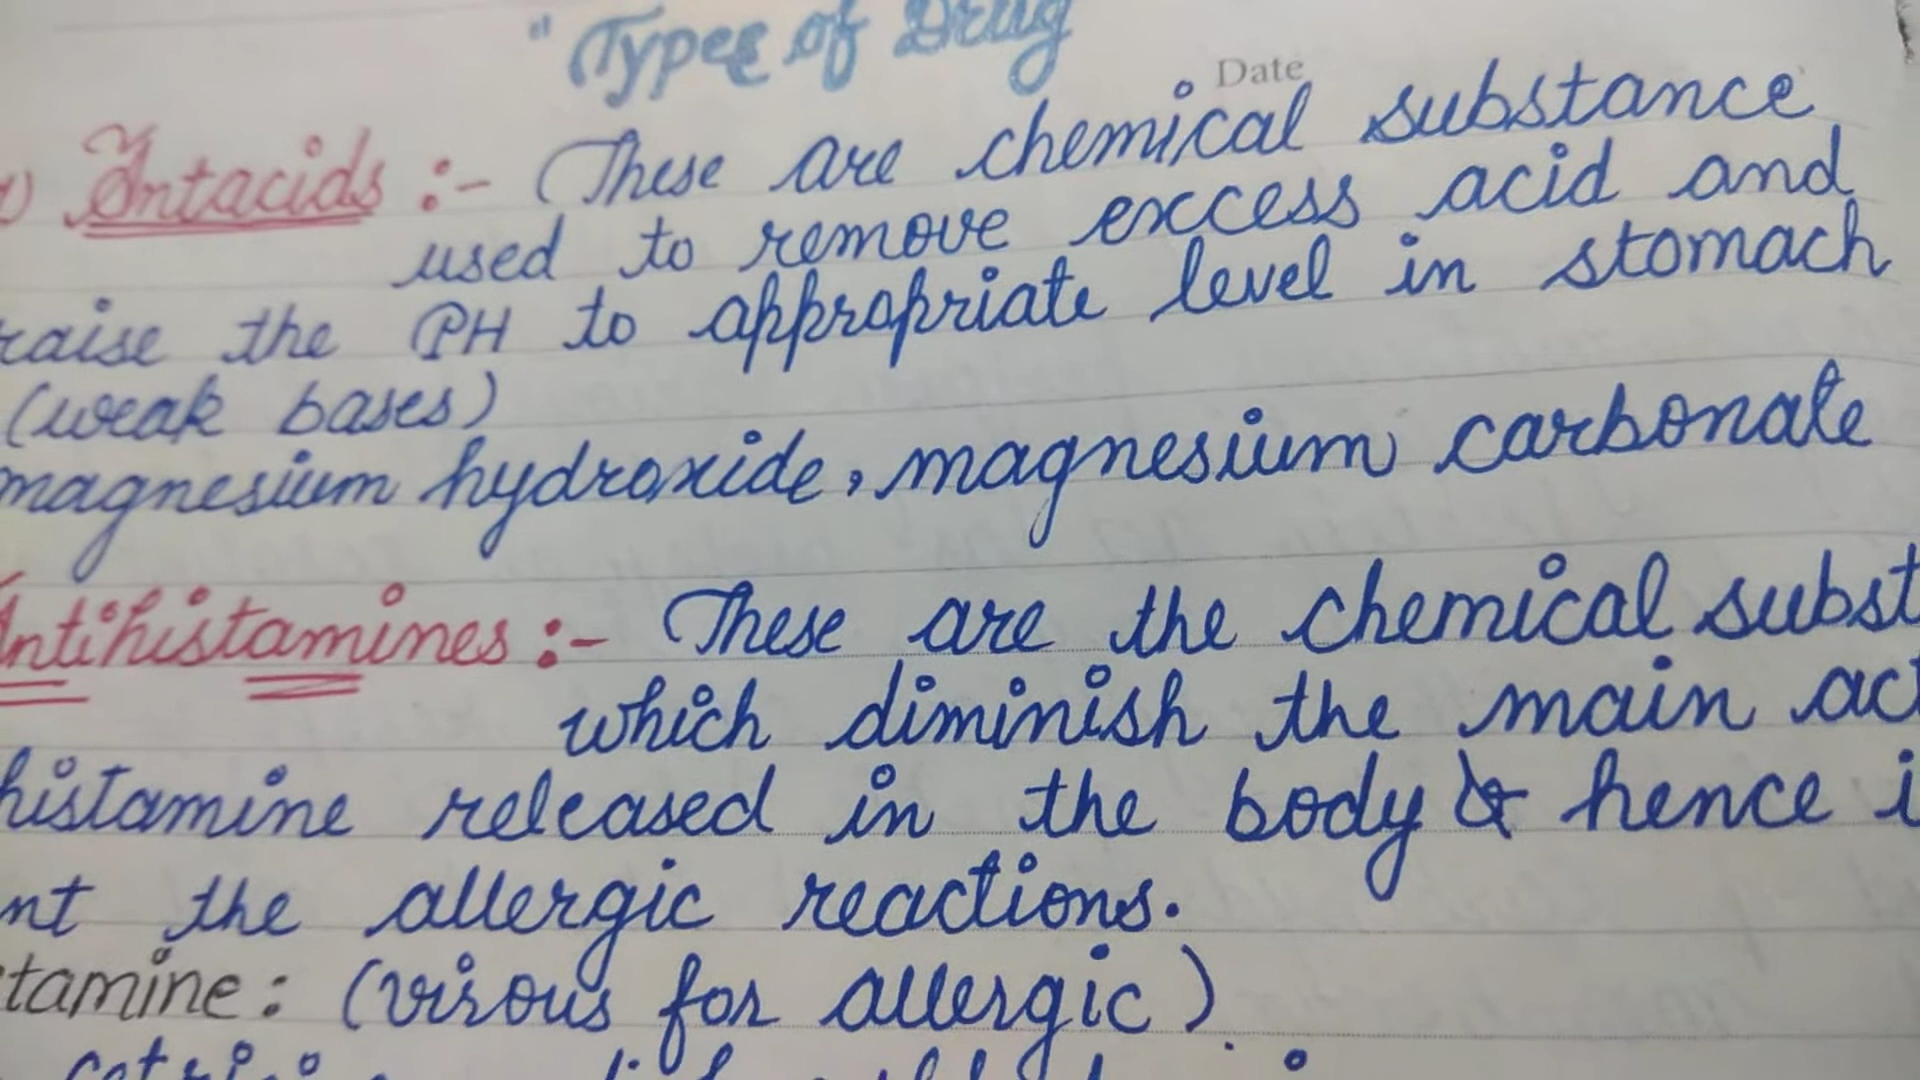 " Types of Drug
Date
1) Antacids :- These are chemical substance
used to remove excess acid and
raise the PH to appropriate level in stomach
(weak bases)
magnesium hydroxide, magnesium carbonate
Antihistamines :- These are the chemical subst
which diminish the main act
histamine released in the body & hence i
nt the allergic reactions.
tamine : (virous for allergic)